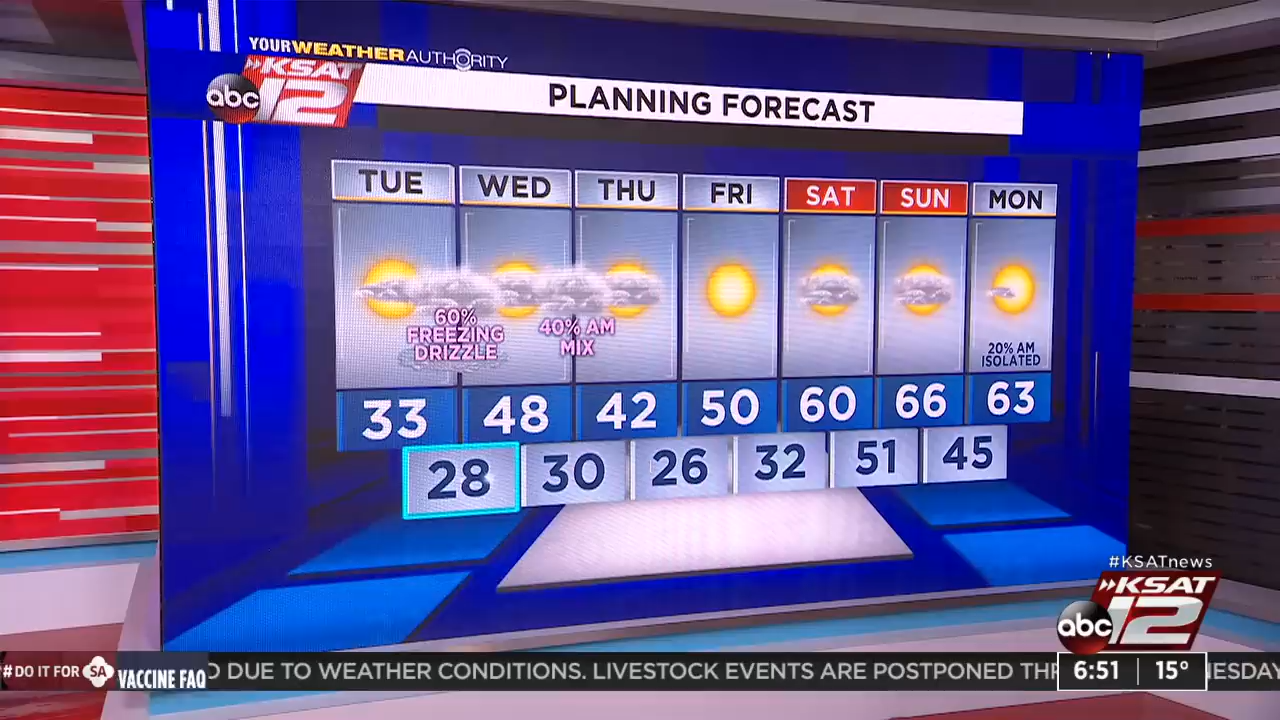 YOUR WEATHER AUTHORITY
»KSAT
abc 12
PLANNING FORECAST
TUE WED THU FRI SAT SUN MON
60%
FREEZING
DRIZZLE
40% AM
MIX
20% AM
ISOLATED
33 48 42 50 60 66 63
28 30 26 32 51 45
#KSATnews
»KSAT
abc 12
#DO IT FOR SA
VACCINE FAQ
DUE TO WEATHER CONDITIONS. LIVESTOCK EVENTS ARE POSTPONED
6:51 15°